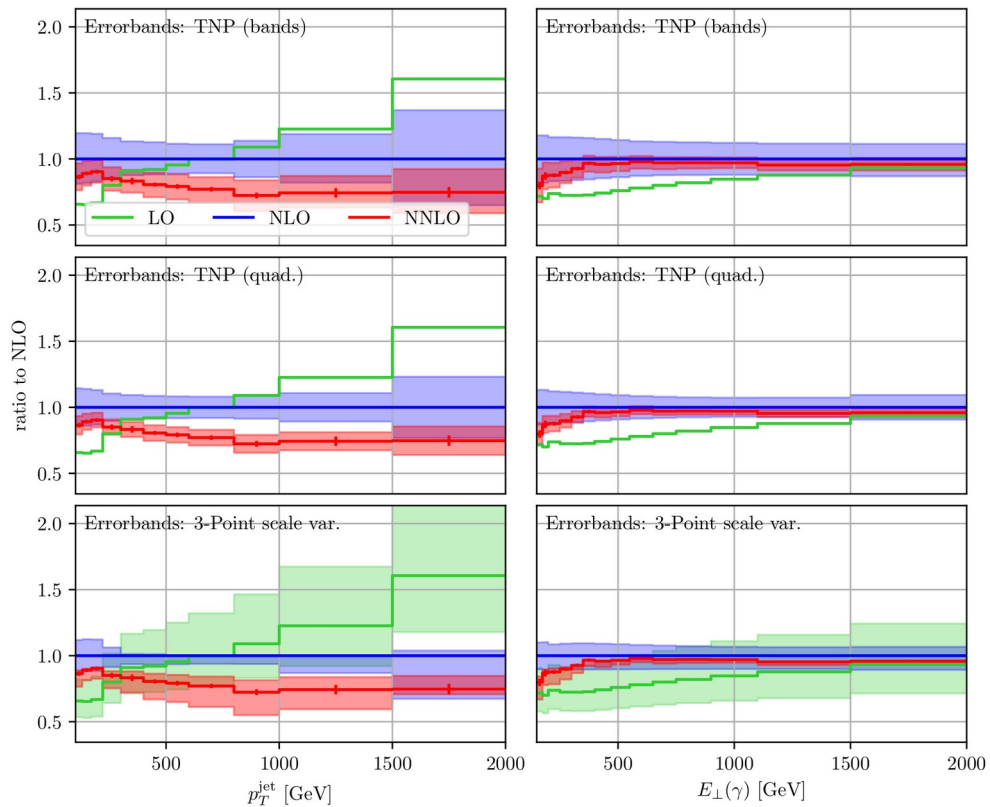 Errorbands: TNP (bands)
Errorbands: TNP (bands)
2.0
1.5
1.0
0.5
LO
NLO
NNLO
Errorbands: TNP (quad.)
Errorbands: TNP (quad.)
2.0
1.5
1.0
0.5
ratio to NLO
Errorbands: 3-Point scale var.
Errorbands: 3-Point scale var.
2.0
1.5
1.0
0.5
500 1000 1500 2000
500 1000 1500 2000
p_T^jet [GeV]
E_⊥(γ) [GeV]